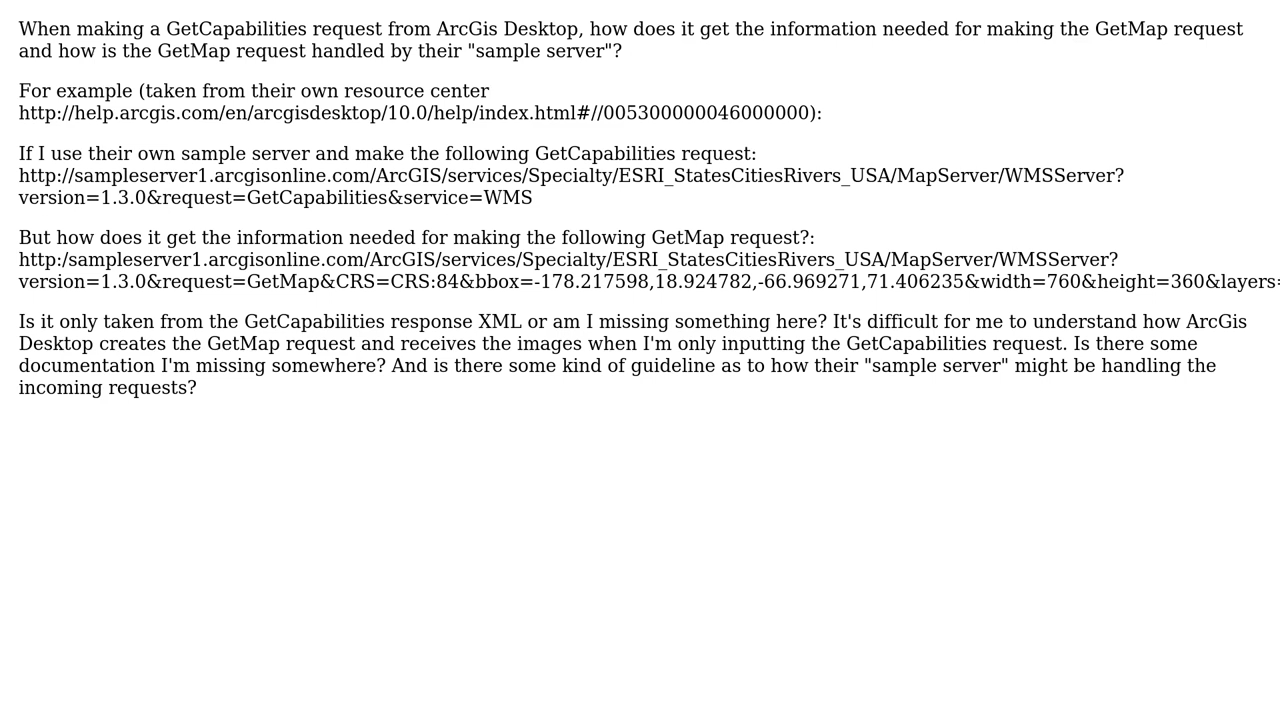 When making a GetCapabilities request from ArcGis Desktop, how does it get the information needed for making the GetMap request
and how is the GetMap request handled by their "sample server"?
For example (taken from their own resource center
http://help.arcgis.com/en/arcgisdesktop/10.0/help/index.html#//005300000046000000):
If I use their own sample server and make the following GetCapabilities request:
http://sampleserver1.arcgisonline.com/ArcGIS/services/Specialty/ESRI_StatesCitiesRivers_USA/MapServer/WMSServer?
version=1.3.0&request=GetCapabilities&service=WMS
But how does it get the information needed for making the following GetMap request?:
http:/sampleserver1.arcgisonline.com/ArcGIS/services/Specialty/ESRI_StatesCitiesRivers_USA/MapServer/WMSServer?
version=1.3.0&request=GetMap&CRS=CRS:84&bbox=-178.217598,18.924782,-66.969271,71.406235&width=760&height=360&layers=
Is it only taken from the GetCapabilities response XML or am I missing something here? It's difficult for me to understand how ArcGis
Desktop creates the GetMap request and receives the images when I'm only inputting the GetCapabilities request. Is there some
documentation I'm missing somewhere? And is there some kind of guideline as to how their "sample server" might be handling the
incoming requests?